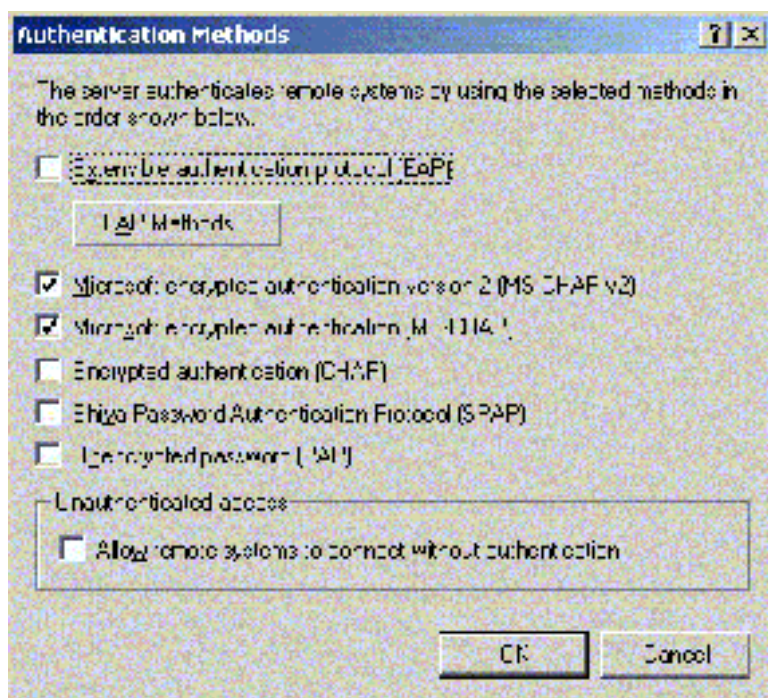 Authentication Methods
The server authenticates remote systems by using the selected methods in
the order shown below.
Extensible authentication protocol (EAP)
EAP Methods
Microsoft encrypted authentication version 2 (MS-CHAP v2)
Microsoft encrypted authentication (MS-CHAP)
Encrypted authentication (CHAP)
Shiva Password Authentication Protocol (SPAP)
Unencrypted password (PAP)
Unauthenticated access
Allow remote systems to connect without authentication
OK
Cancel